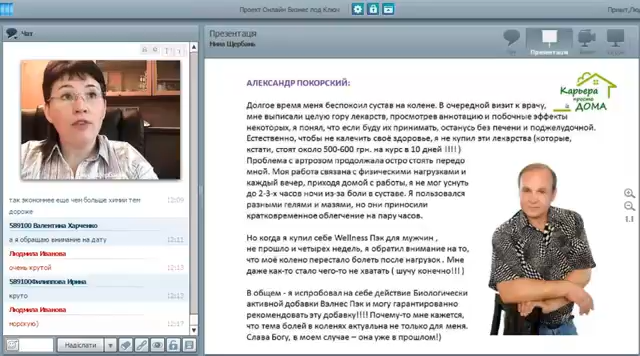 Проект Онлайн Бизнес под Ключ
Чат
так экономнее еще чем больше химии тем
дороже
12:09
589100 Валентина Харченко
а я обращаю внимание на дату
12:12
Людмила Иванова
очень крутой
12:13
5891004Филиппова Ирина
круто
12:13
Людмила Иванова
норскую)
12:17
Надіслати
Презентація
Нина Щербань
Чат
Презентація
АЛЕКСАНДР ПОКОРСКИЙ:
Карьера
просто
ДОМА
Долгое время меня беспокоил сустав на колене. В очередной визит к врачу,
мне выписали целую гору лекарств, просмотрев аннотацию и побочные эффекты
некоторых, я понял, что если буду их принимать, останусь без печени и поджелудочной.
Естественно, чтобы не калечить своё здоровье, я не купил эти лекарства (которые,
кстати, стоят около 500-600 грн. на курс в 10 дней !!!! )
Проблема с артрозом продолжала остро стоять передо
мной. Моя работа связана с физическими нагрузками и
каждый вечер, приходя домой с работы, я не мог уснуть
до 2-3-х часов ночи из-за боли в суставе. Я пользовался
разными гелями и мазями, но они приносили
кратковременное облегчение на пару часов.
Но когда я купил себе Wellness Пэк для мужчин ,
не прошло и четырех недель, я обратил внимание на то,
что моё колено перестало болеть после нагрузок . Мне
даже как-то стало чего-то не хватать ( шучу конечно!!! )
В общем - я испробовал на себе действие Биологически
активной добавки Вэлнес Пэк и могу гарантированно
рекомендовать эту добавку!!!! Почему-то мне кажется,
что тема болей в коленях актуальна не только для меня.
Слава Богу, в моем случае – она уже в прошлом!)
1:1